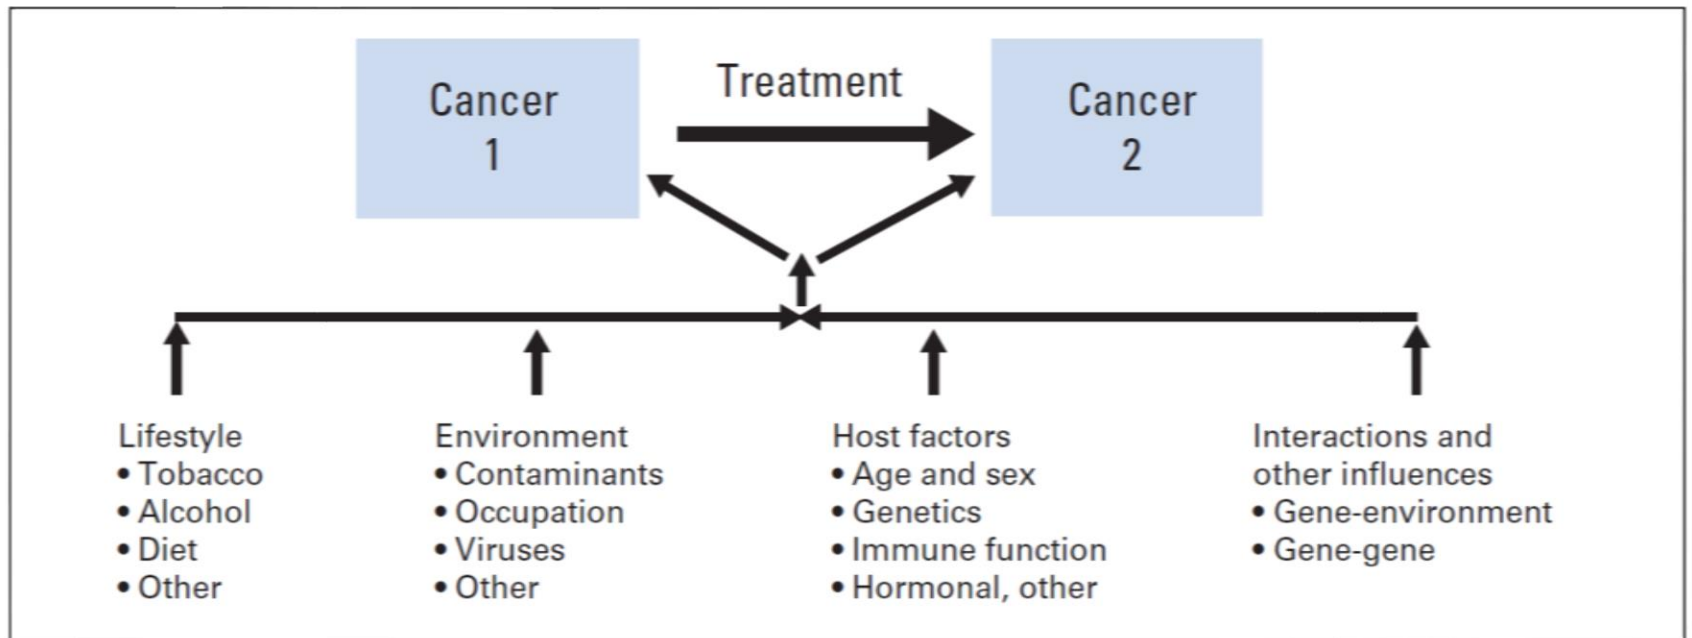 Cancer
1
Treatment
Cancer
2
Lifestyle
• Tobacco
• Alcohol
• Diet
• Other
Environment
• Contaminants
• Occupation
• Viruses
• Other
Host factors
• Age and sex
• Genetics
• Immune function
• Hormonal, other
Interactions and
other influences
• Gene-environment
• Gene-gene